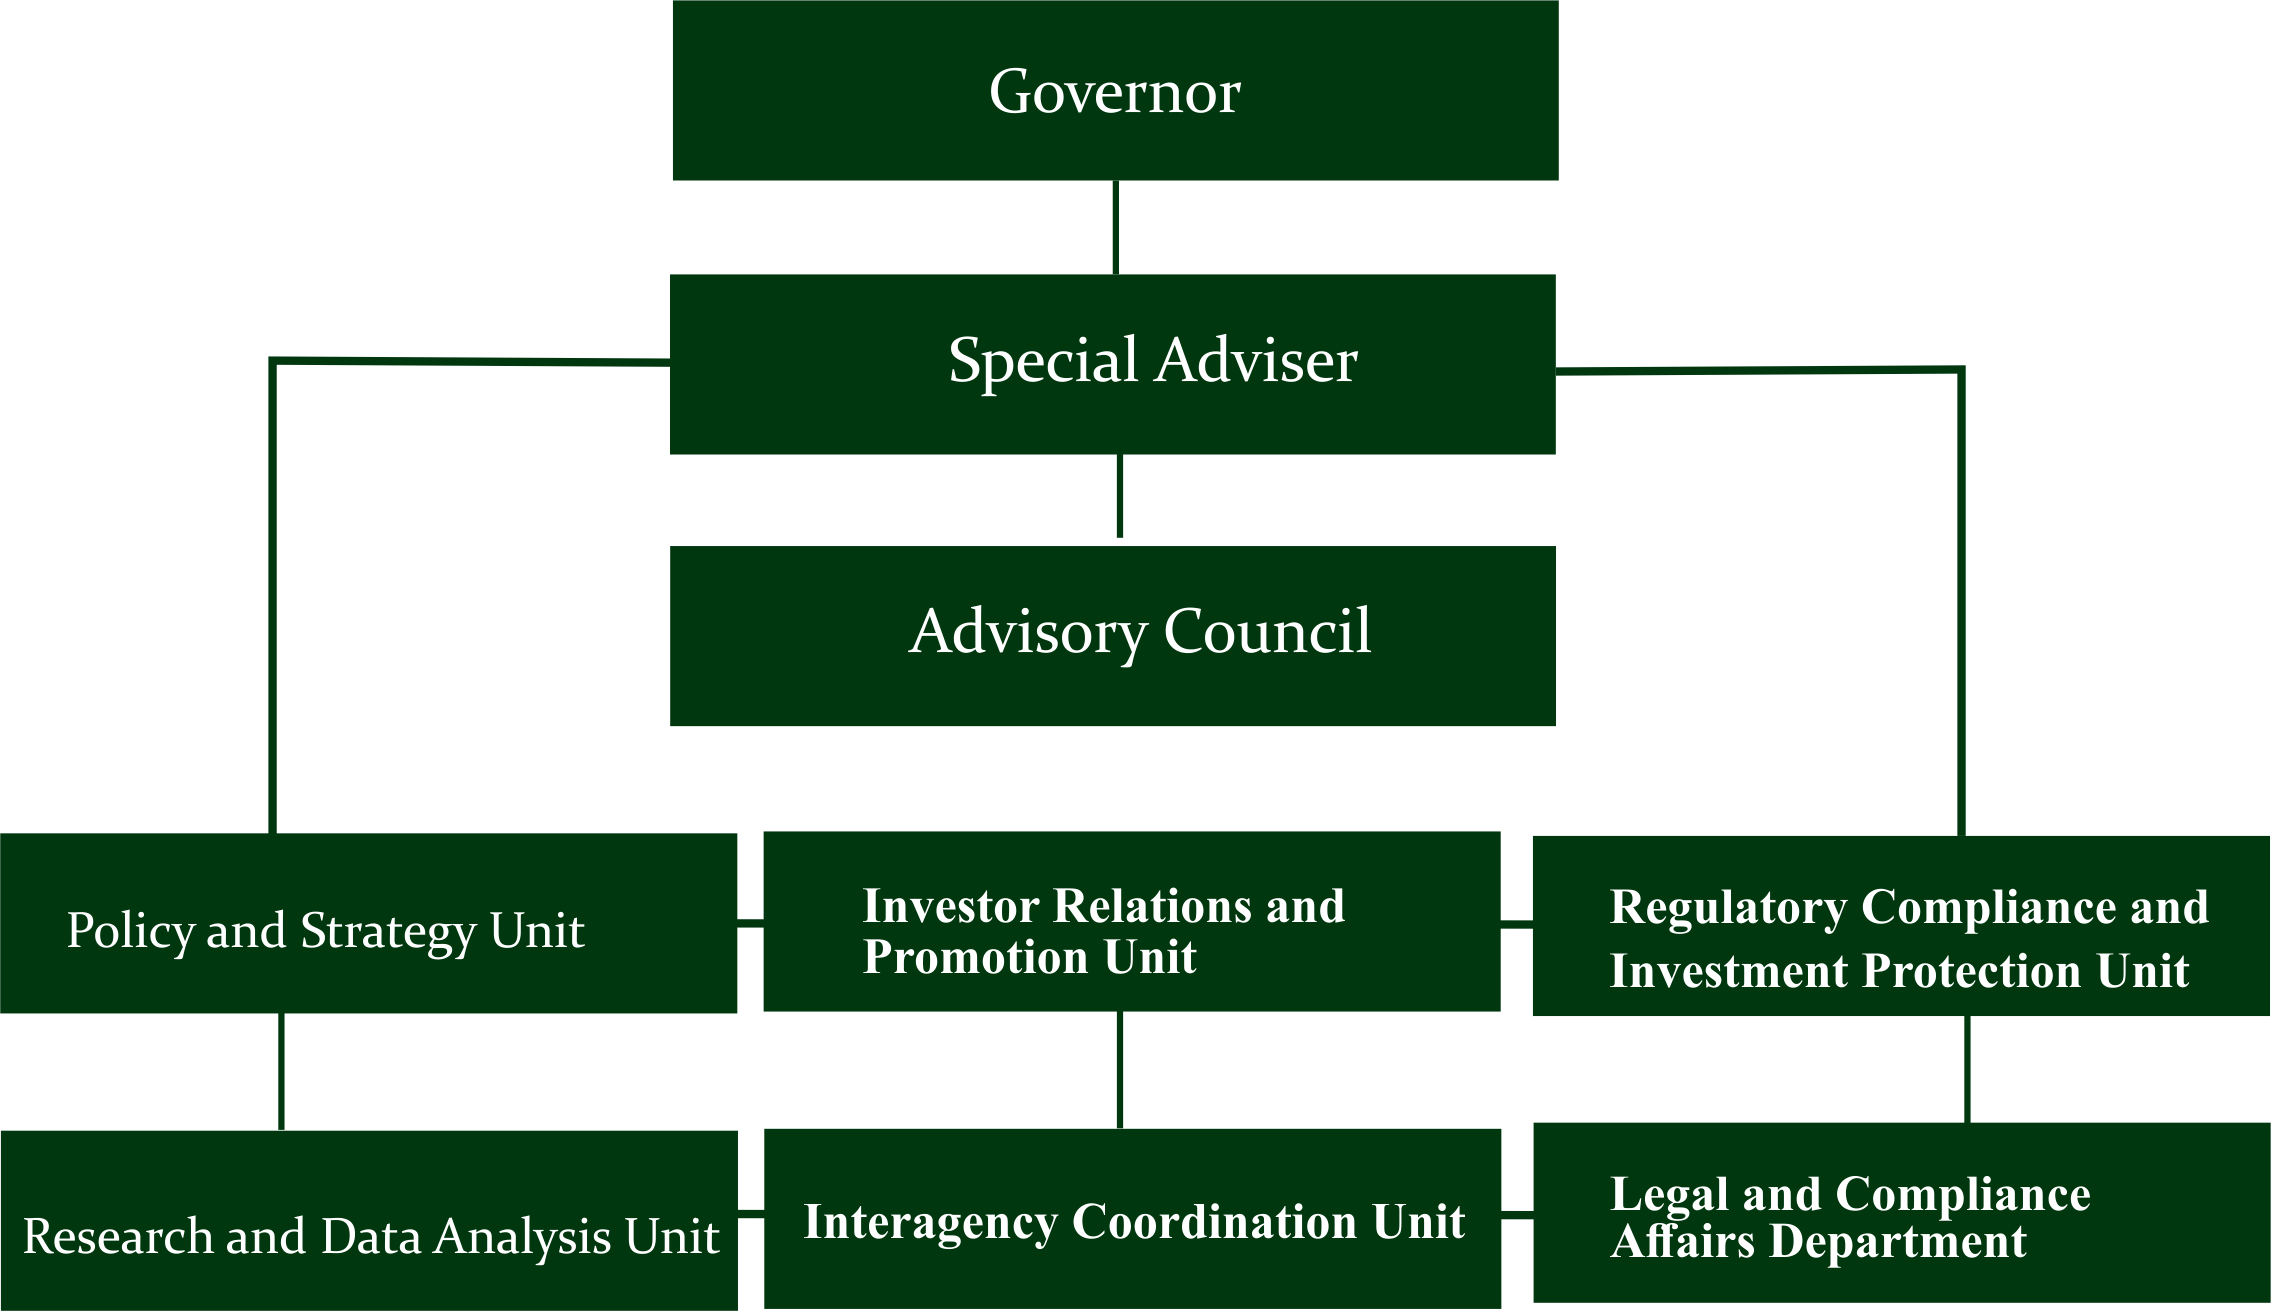 Governor
Special Adviser
Advisory Council
Policy and Strategy Unit
Investor Relations and
Promotion Unit
Regulatory Compliance and
Investment Protection Unit
Research and Data Analysis Unit
Interagency Coordination Unit
Legal and Compliance
Affairs Department